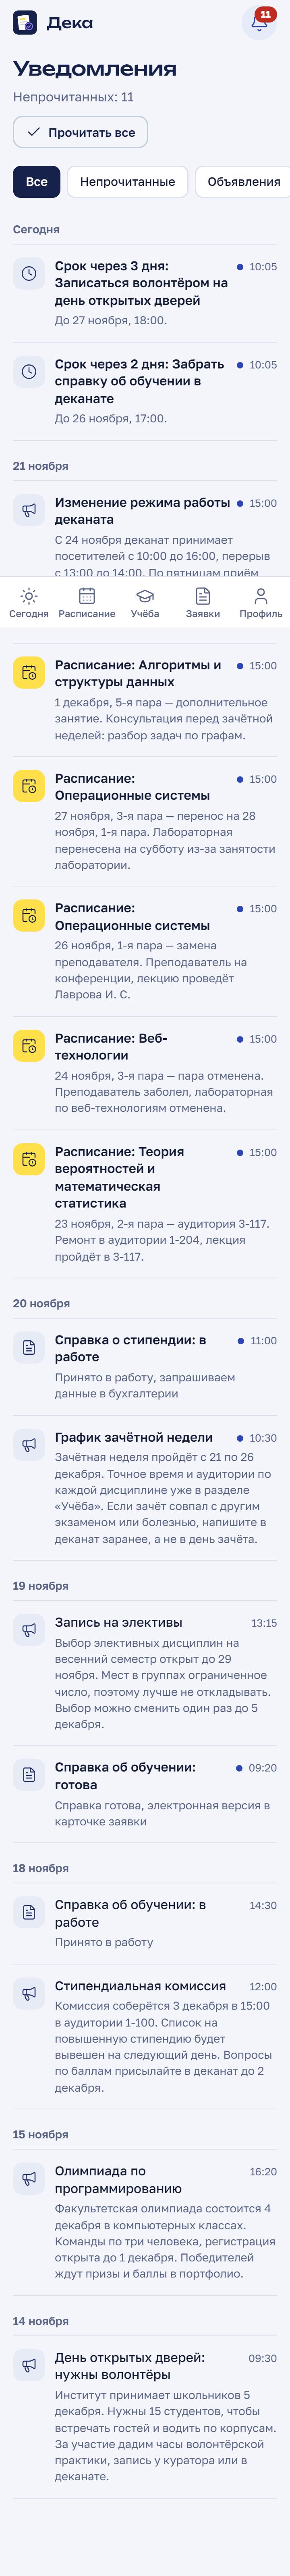 Дека
11
Уведомления
Непрочитанных: 11
Прочитать все
Все
Непрочитанные
Объявления
Сегодня
Срок через 3 дня: 10:05
Записаться волонтёром на
день открытых дверей
До 27 ноября, 18:00.
Срок через 2 дня: Забрать 10:05
справку об обучении в
деканате
До 26 ноября, 17:00.
21 ноября
Изменение режима работы 15:00
деканата
С 24 ноября деканат принимает
посетителей с 10:00 до 16:00, перерыв
с 13:00 до 14:00. По пятницам приём
Сегодня
Расписание
Учёба
Заявки
Профиль
Расписание: Алгоритмы и 15:00
структуры данных
1 декабря, 5-я пара — дополнительное
занятие. Консультация перед зачётной
неделей: разбор задач по графам.
Расписание: 15:00
Операционные системы
27 ноября, 3-я пара — перенос на 28
ноября, 1-я пара. Лабораторная
перенесена на субботу из-за занятости
лаборатории.
Расписание: 15:00
Операционные системы
26 ноября, 1-я пара — замена
преподавателя. Преподаватель на
конференции, лекцию проведёт
Лаврова И. С.
Расписание: Веб- 15:00
технологии
24 ноября, 3-я пара — пара отменена.
Преподаватель заболел, лабораторная
по веб-технологиям отменена.
Расписание: Теория 15:00
вероятностей и
математическая
статистика
23 ноября, 2-я пара — аудитория 3-117.
Ремонт в аудитории 1-204, лекция
пройдёт в 3-117.
20 ноября
Справка о стипендии: в 11:00
работе
Принято в работу, запрашиваем
данные в бухгалтерии
График зачётной недели 10:30
Зачётная неделя пройдёт с 21 по 26
декабря. Точное время и аудитории по
каждой дисциплине уже в разделе
«Учёба». Если зачёт совпал с другим
экзаменом или болезнью, напишите в
деканат заранее, а не в день зачёта.
19 ноября
Запись на элективы 13:15
Выбор элективных дисциплин на
весенний семестр открыт до 29
ноября. Мест в группах ограниченное
число, поэтому лучше не откладывать.
Выбор можно сменить один раз до 5
декабря.
Справка об обучении: 09:20
готова
Справка готова, электронная версия в
карточке заявки
18 ноября
Справка об обучении: в 14:30
работе
Принято в работу
Стипендиальная комиссия 12:00
Комиссия соберётся 3 декабря в 15:00
в аудитории 1-100. Список на
повышенную стипендию будет
вывешен на следующий день. Вопросы
по баллам присылайте в деканат до 2
декабря.
15 ноября
Олимпиада по 16:20
программированию
Факультетская олимпиада состоится 4
декабря в компьютерных классах.
Команды по три человека, регистрация
открыта до 1 декабря. Победителей
ждут призы и баллы в портфолио.
14 ноября
День открытых дверей: 09:30
нужны волонтёры
Институт принимает школьников 5
декабря. Нужны 15 студентов, чтобы
встречать гостей и водить по корпусам.
За участие дадим часы волонтёрской
практики, запись у куратора или в
деканате.